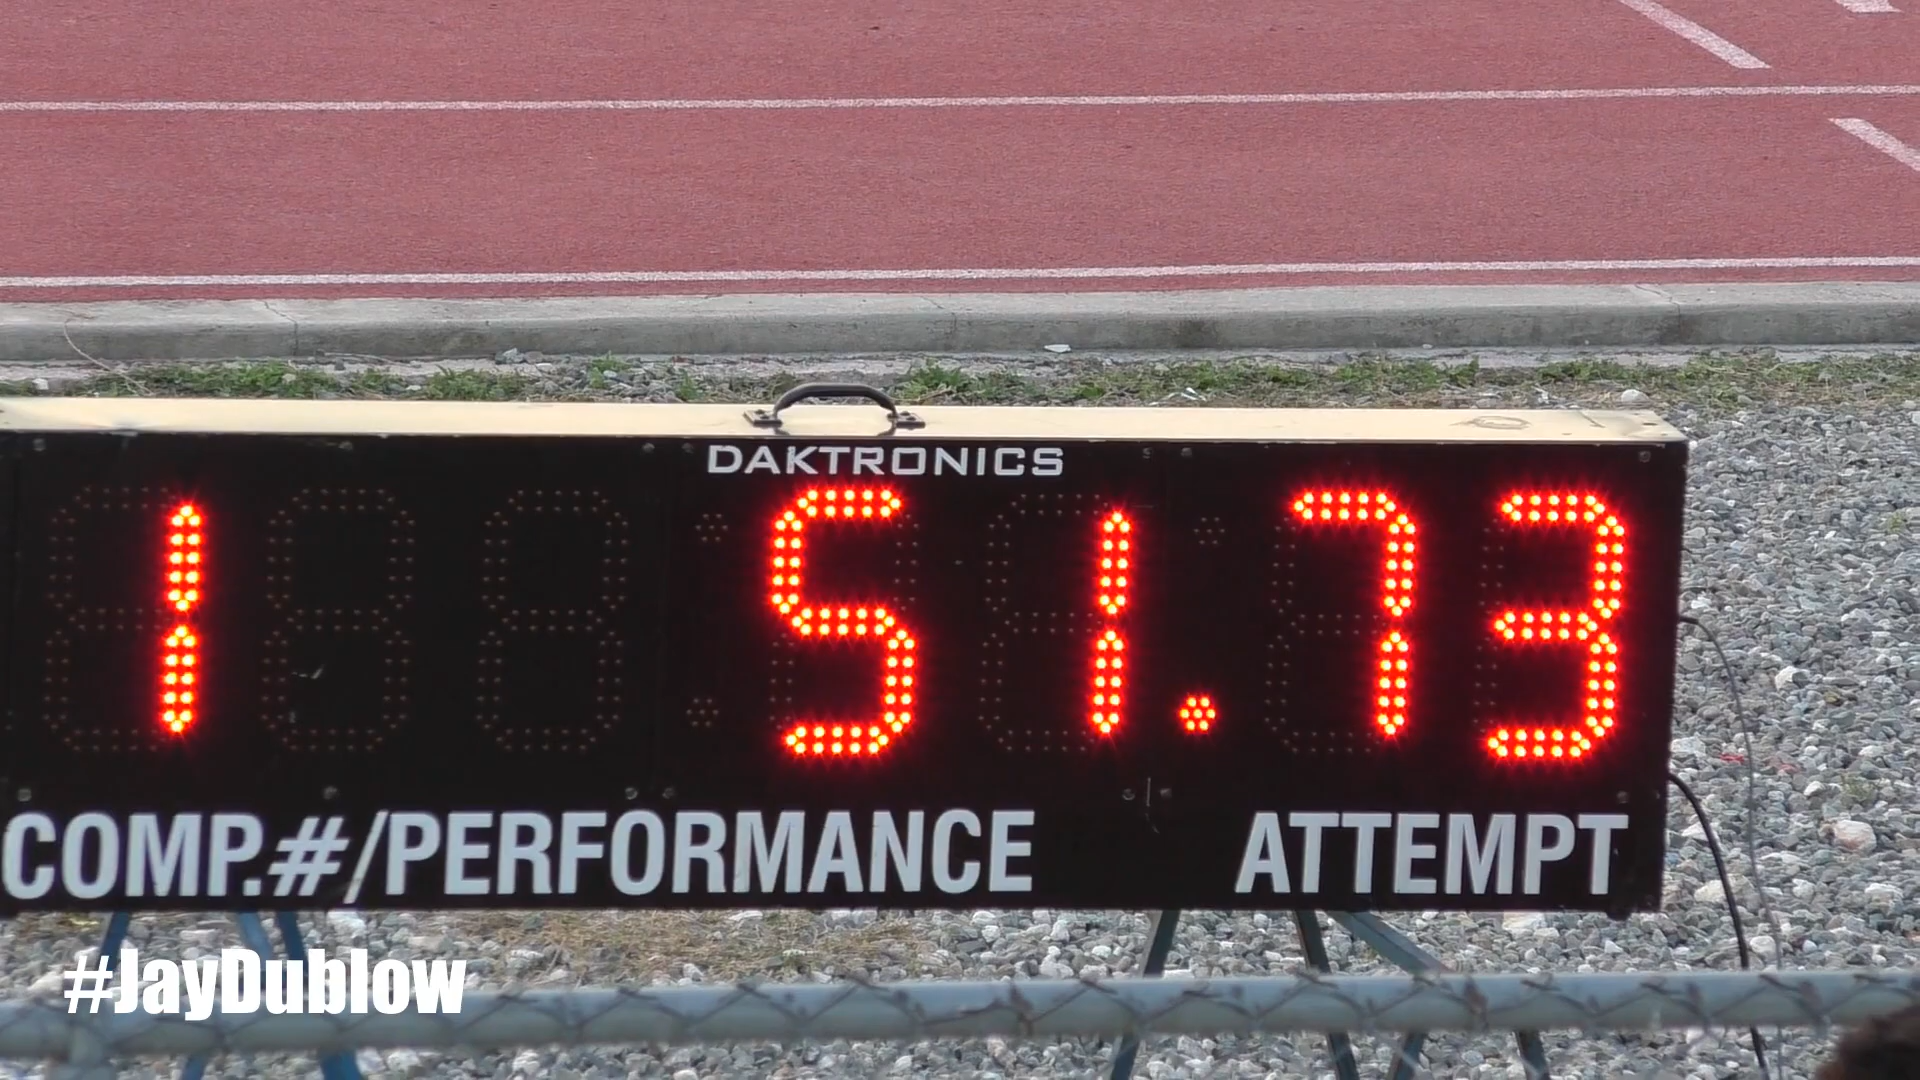 DAKTRONICS
1 51.73
COMP.#/PERFORMANCE ATTEMPT
#JayDublow